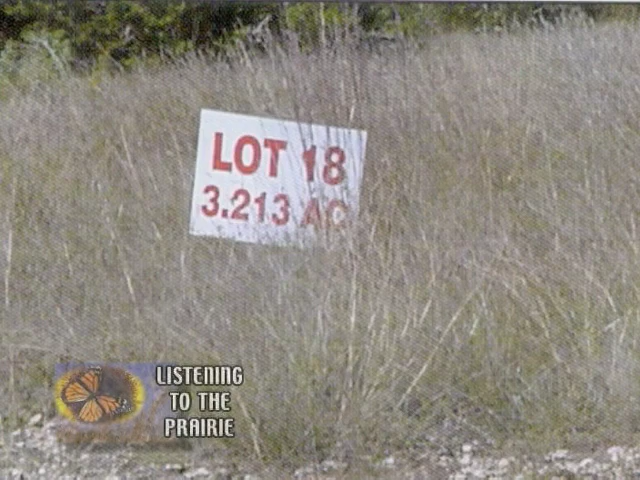 LOT 18
3.213 AC
LISTENING
TO THE
PRAIRIE